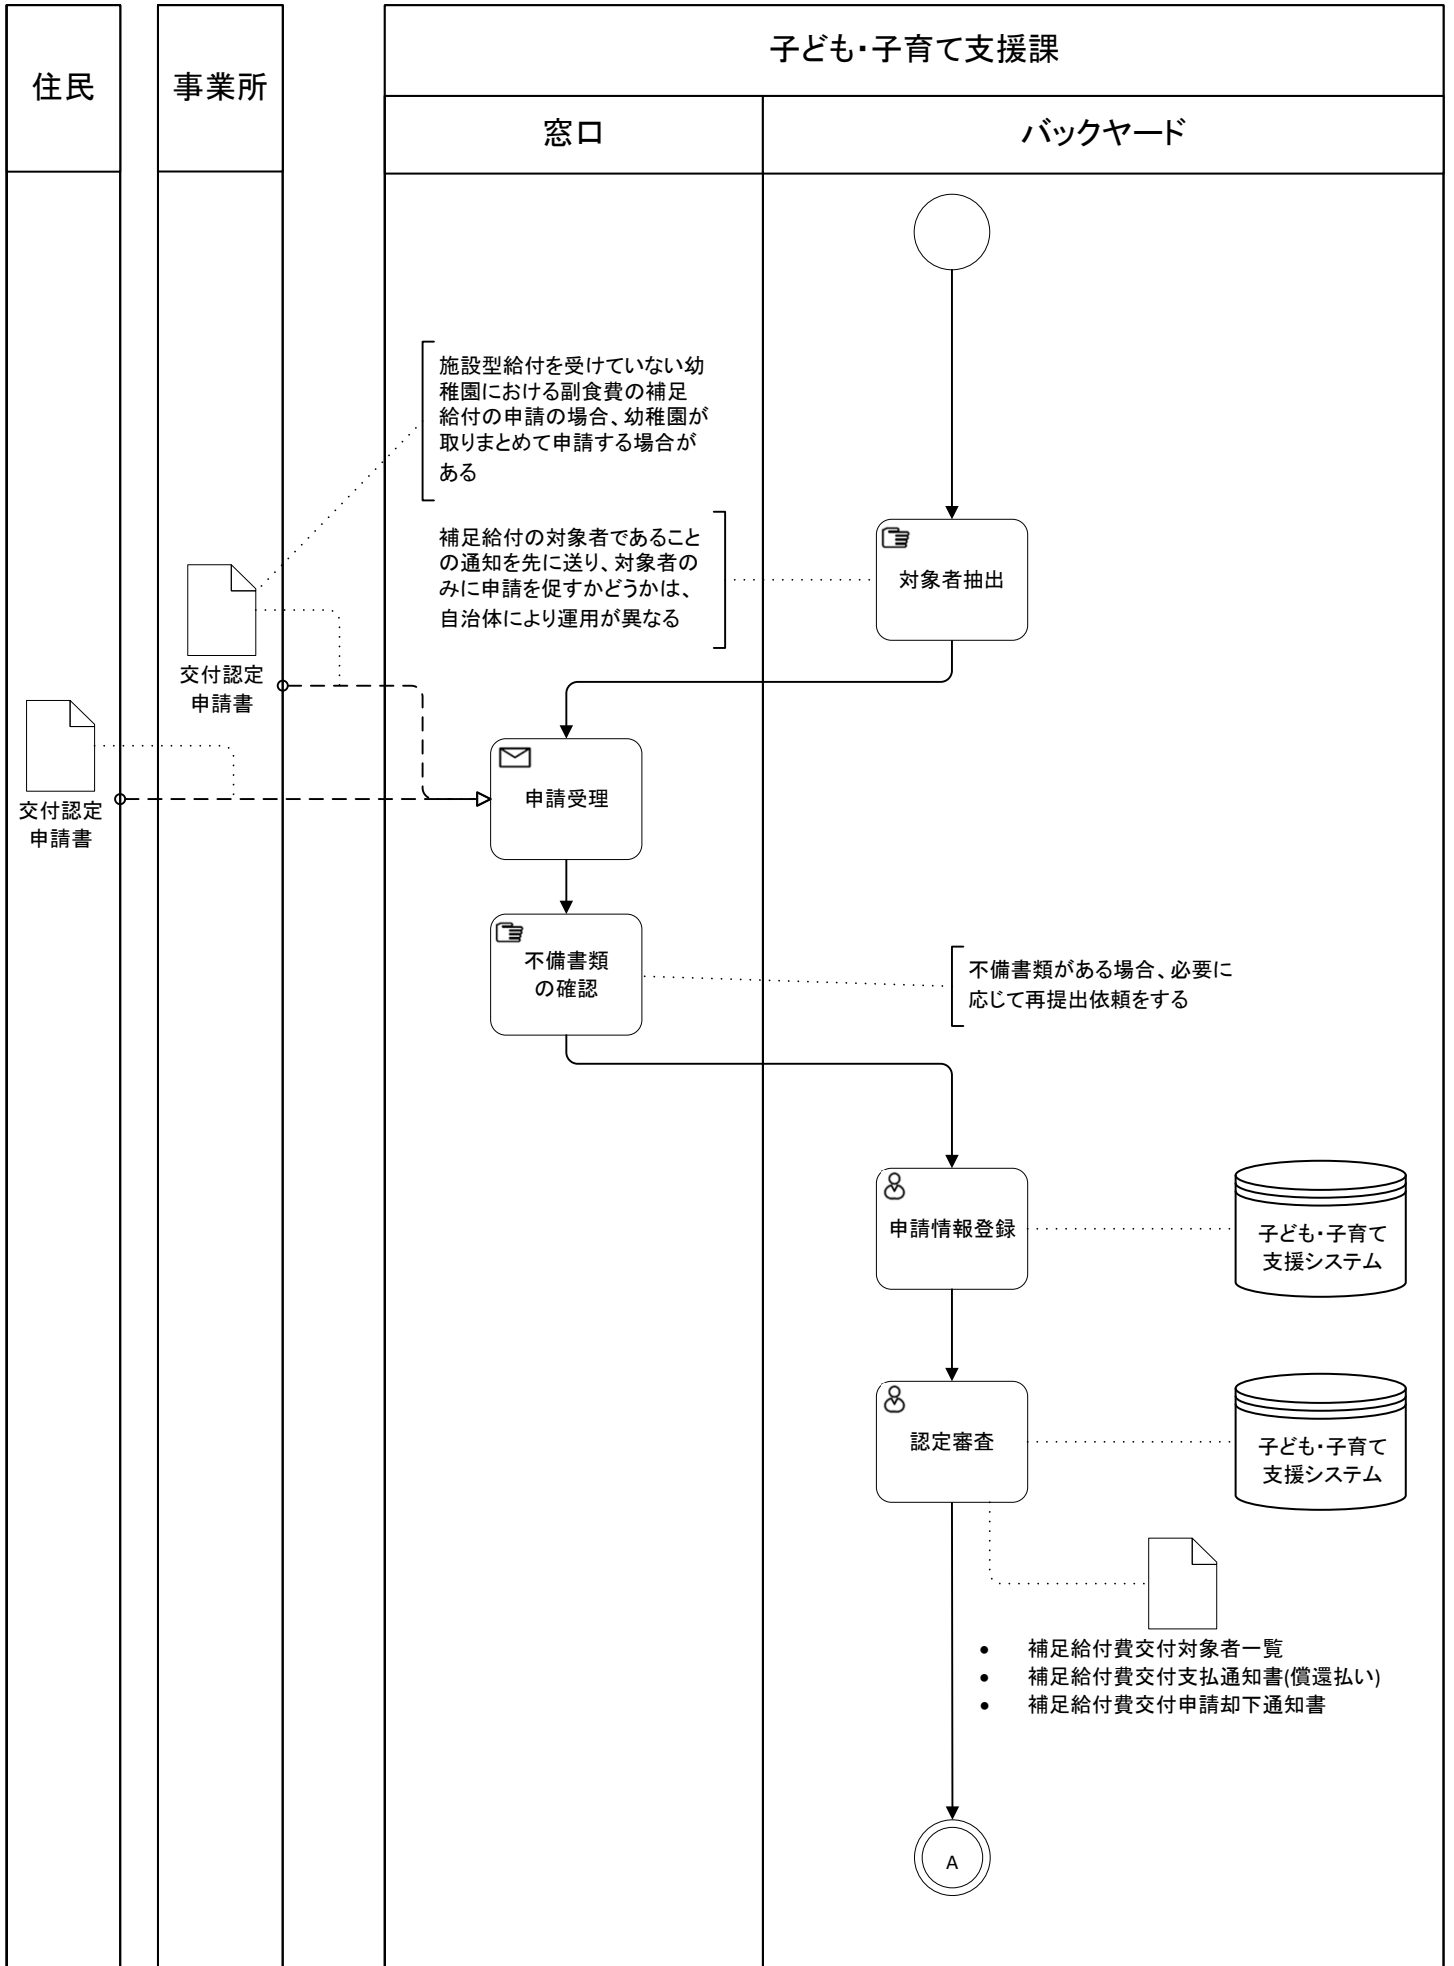 子ども・子育て支援課
住民
事業所
窓口
バックヤード
施設型給付を受けていない幼
稚園における副食費の補足
給付の申請の場合、幼稚園が
取りまとめて申請する場合が
ある
補足給付の対象者であること
の通知を先に送り、対象者の
みに申請を促すかどうかは、
自治体により運用が異なる
対象者抽出
交付認定
申請書
交付認定
申請書
申請受理
不備書類
の確認
不備書類がある場合、必要に
応じて再提出依頼をする
申請情報登録
子ども・子育て
支援システム
認定審査
子ども・子育て
支援システム
• 補足給付費交付対象者一覧
• 補足給付費交付支払通知書(償還払い)
• 補足給付費交付申請却下通知書
A